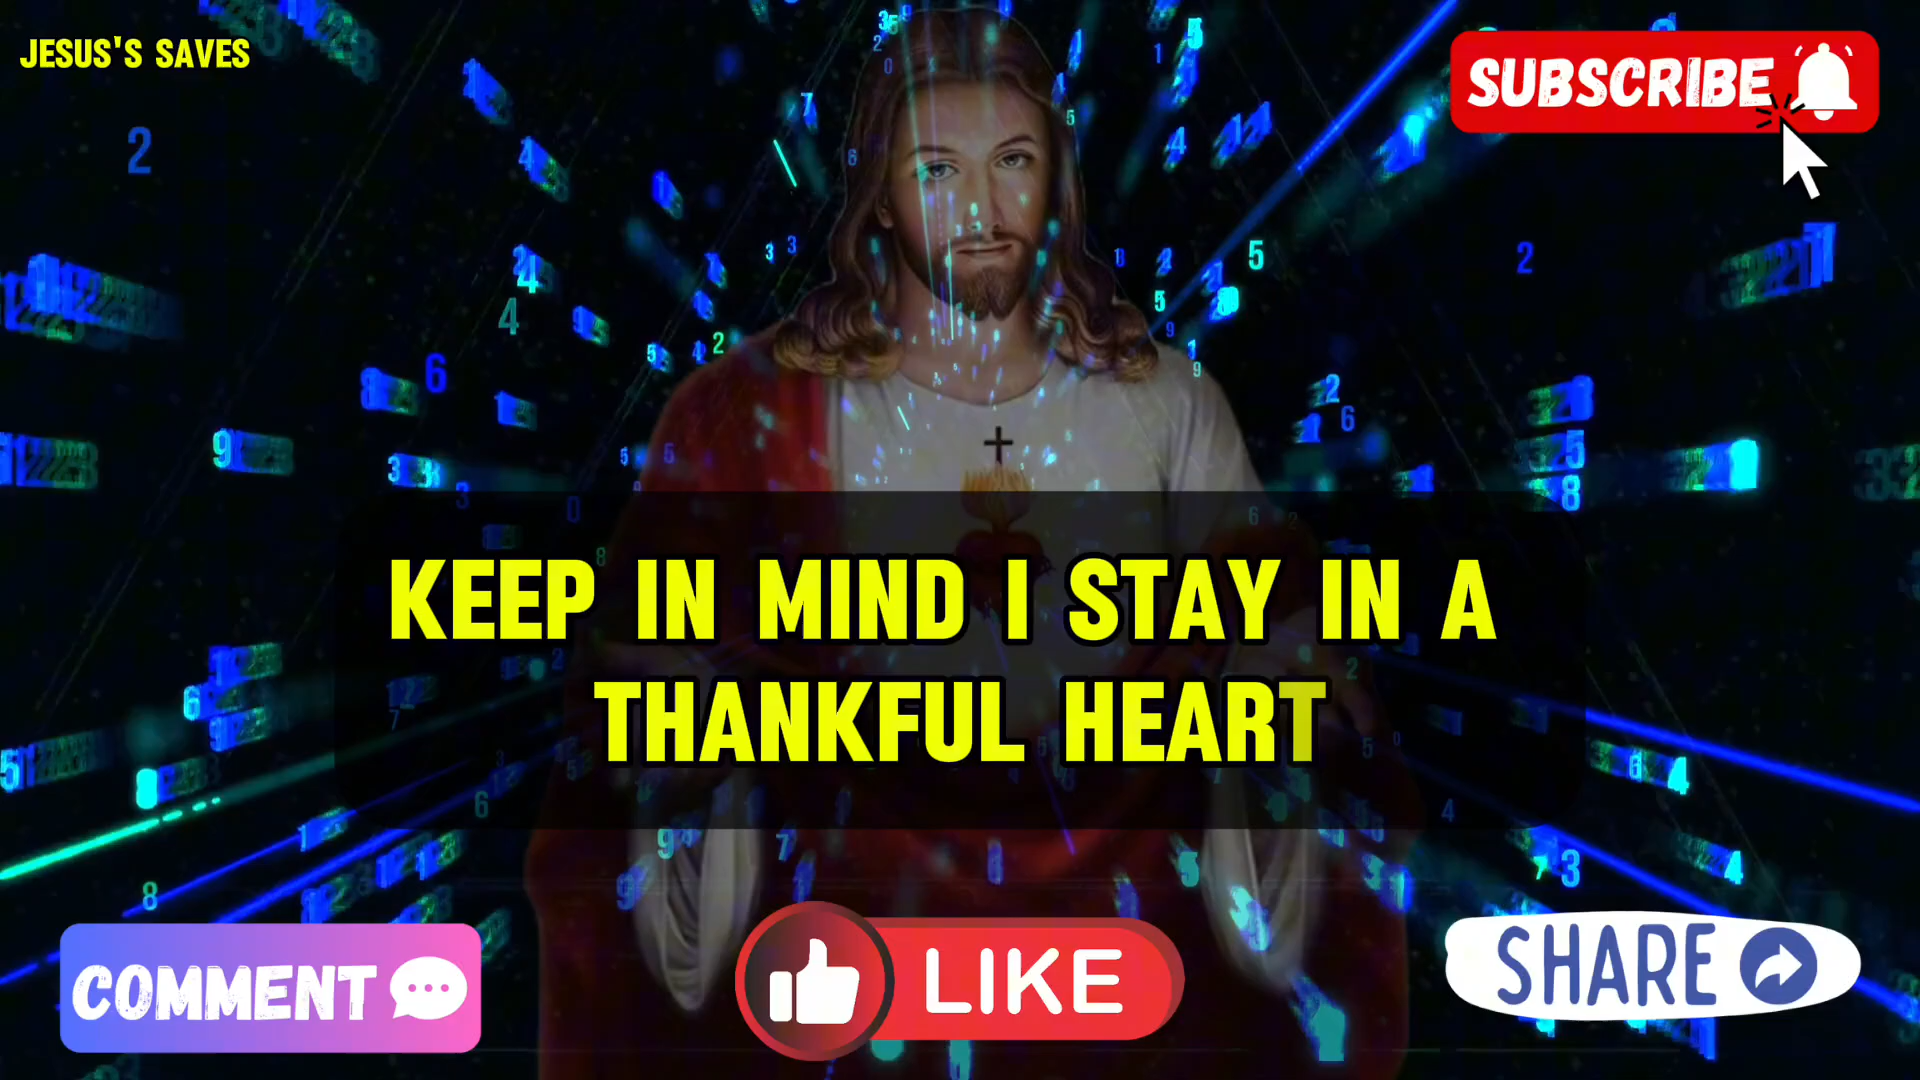 JESUS'S SAVES
SUBSCRIBE
KEEP IN MIND I STAY IN A
THANKFUL HEART
COMMENT
LIKE
SHARE